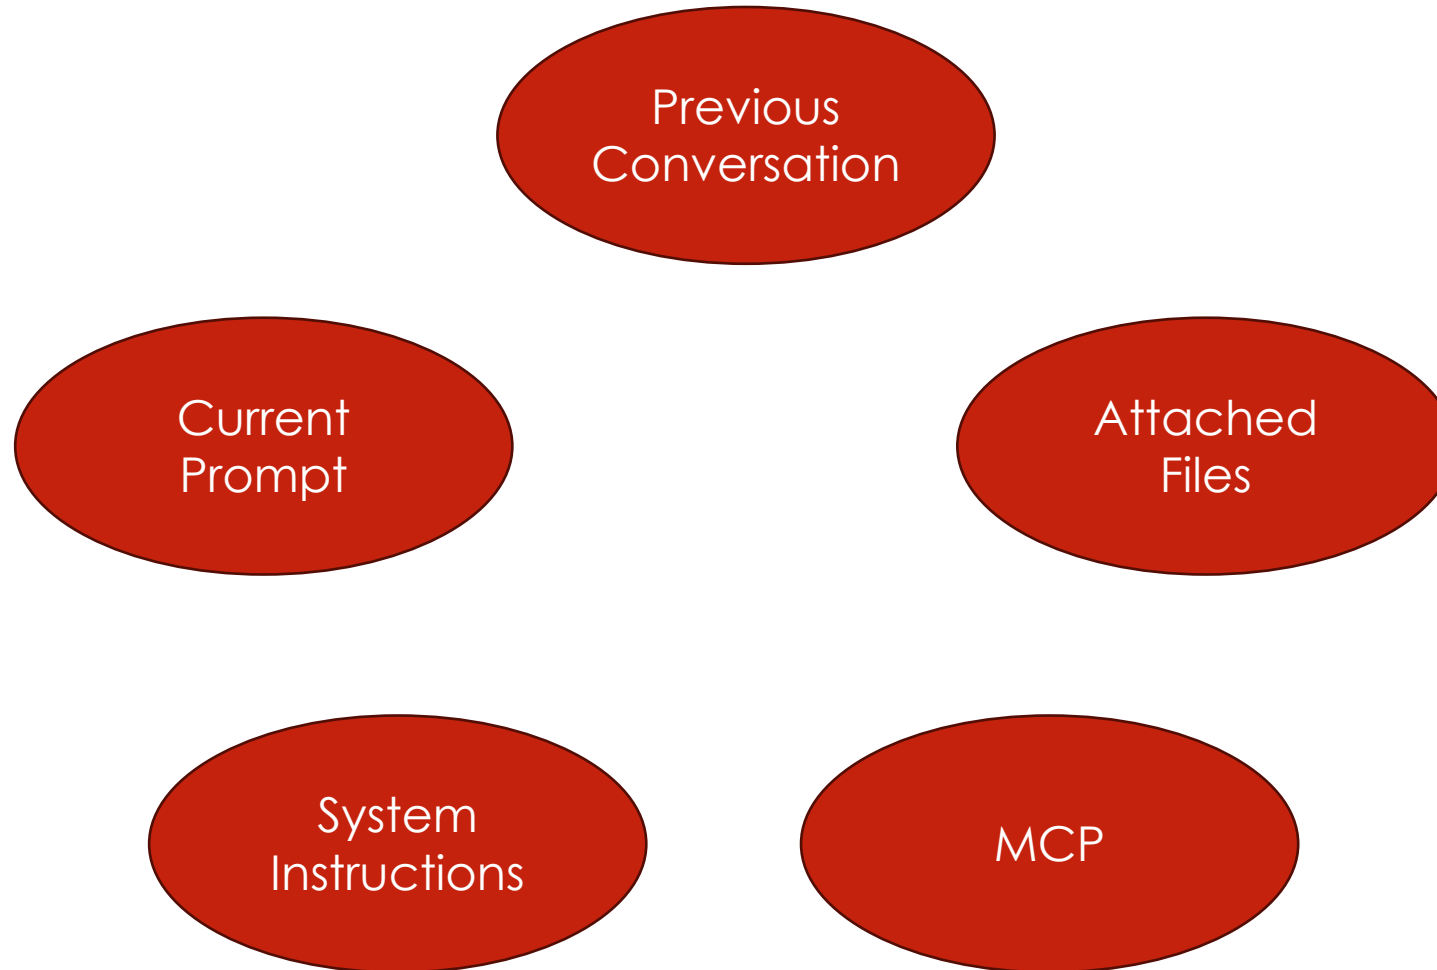 Previous
Conversation
Current
Prompt
Attached
Files
System
Instructions
MCP